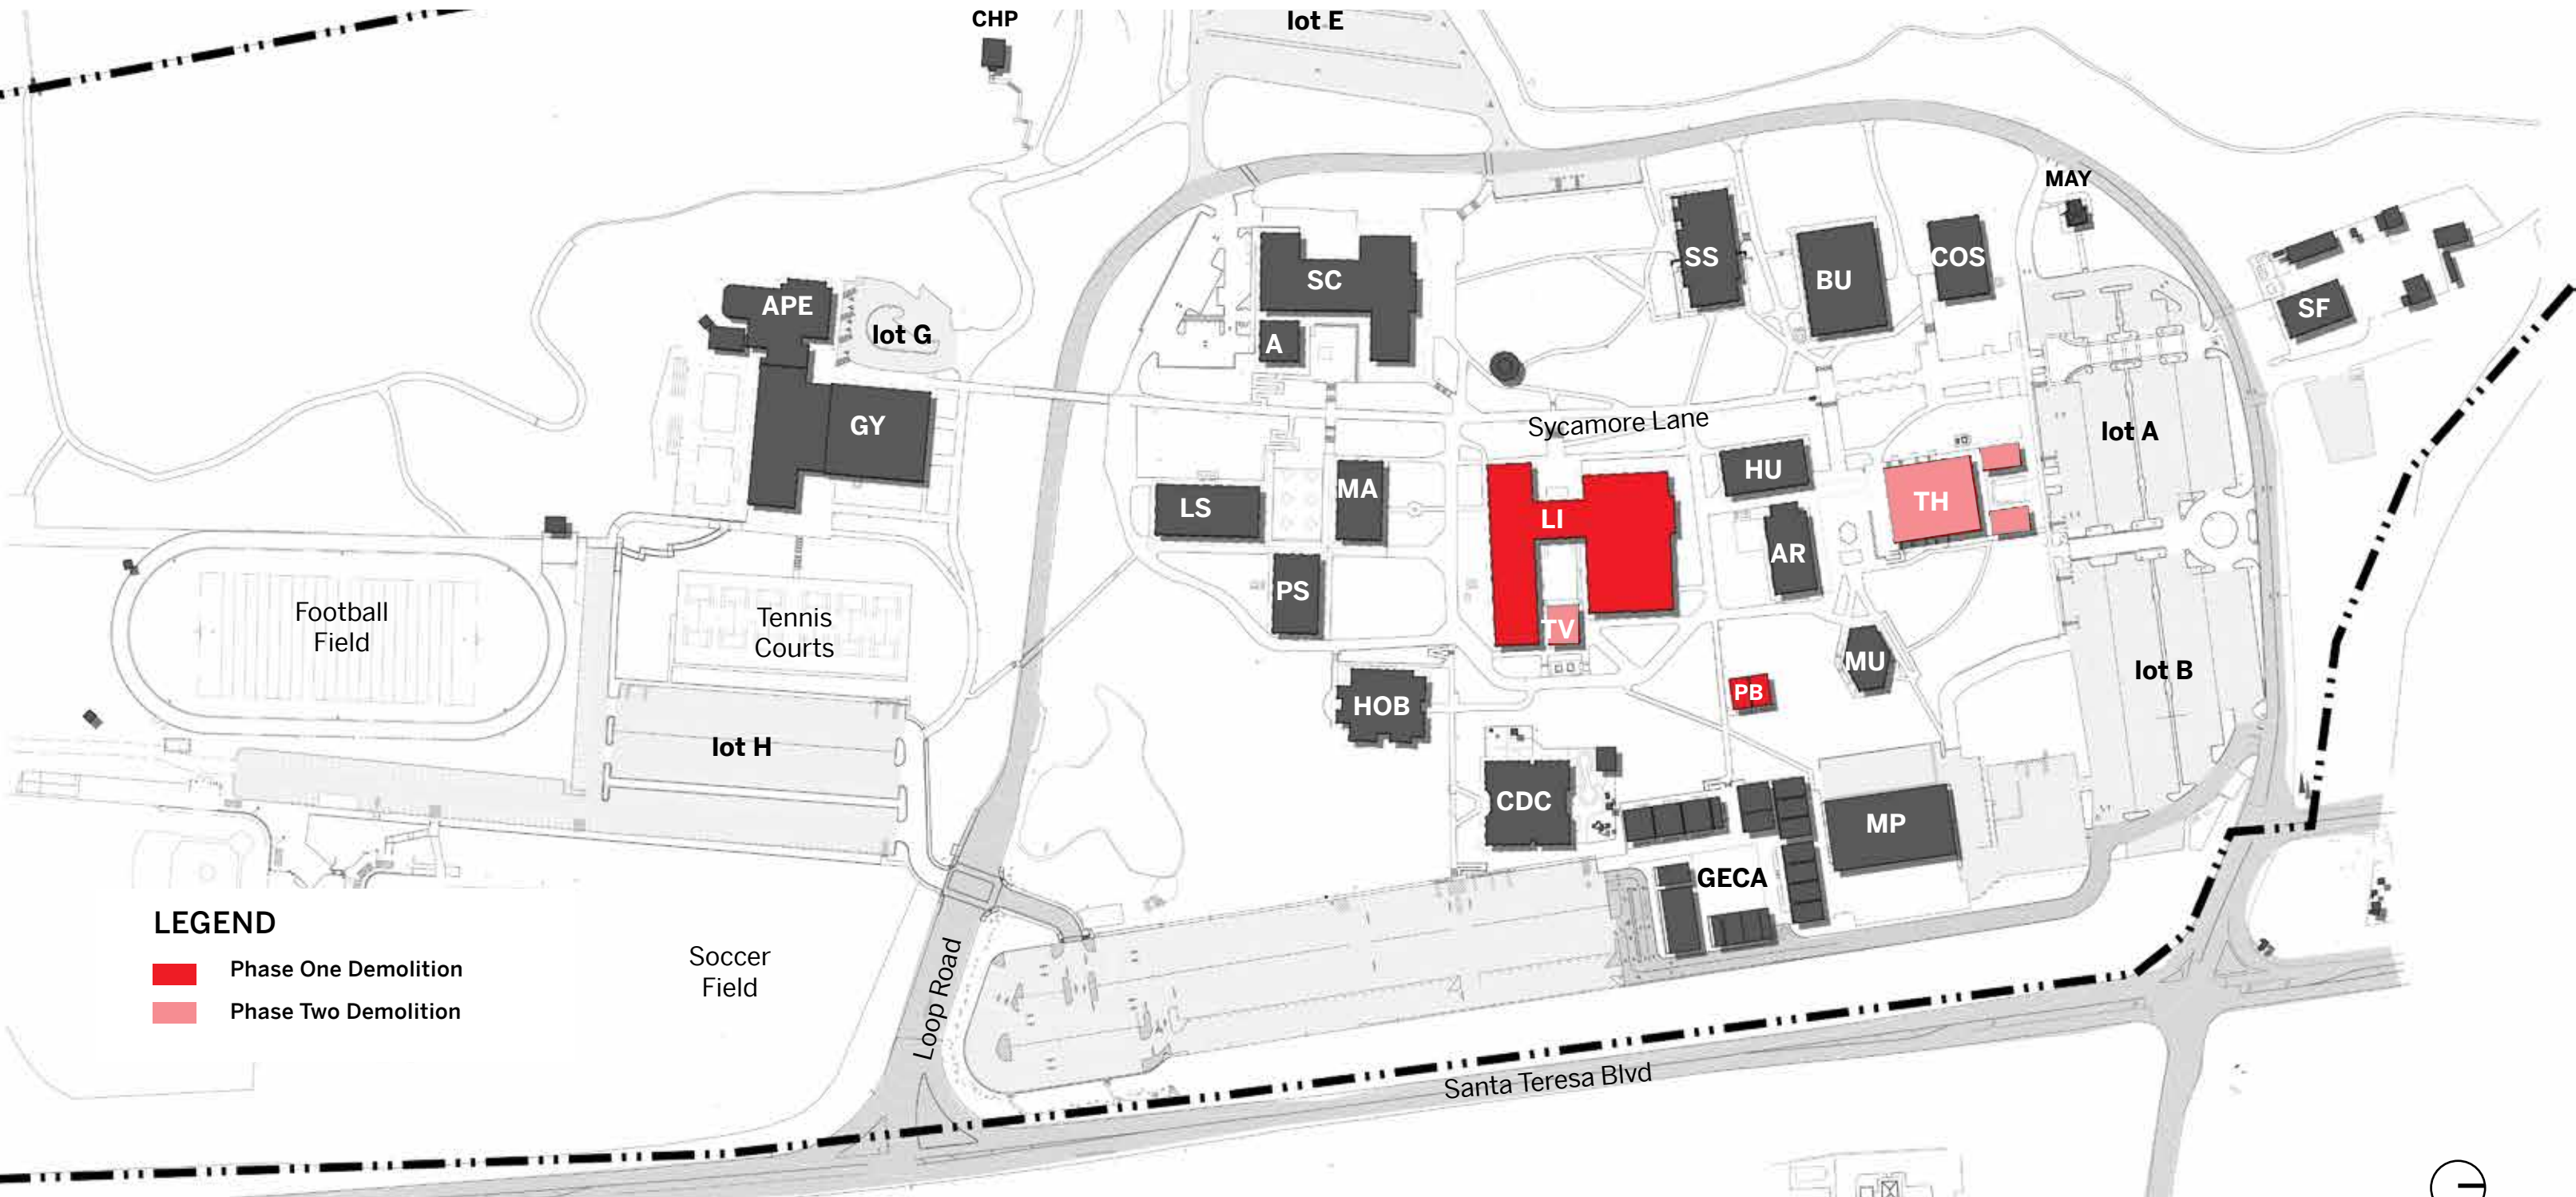 CHP
lot E
MAY
SS
COS
BU
SC
SF
APE
lot G
A
Sycamore Lane
GY
lot A
HU
MA
LS
LI
TH
AR
PS
Football
Field
Tennis
Courts
TV
MU
lot B
PB
HOB
lot H
CDC
MP
GECA
LEGEND
Phase One Demolition
Phase Two Demolition
Soccer
Field
Loop Road
Santa Teresa Blvd